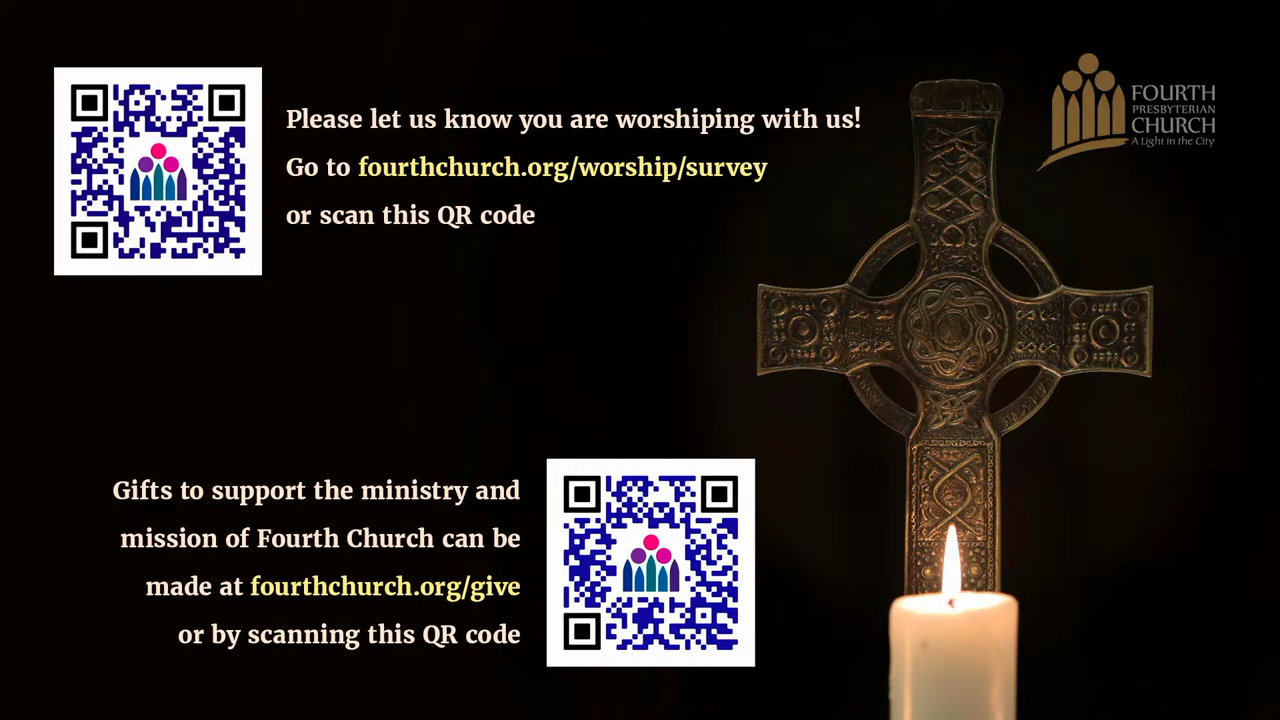 Please let us know you are worshiping with us!
Go to fourthchurch.org/worship/survey
or scan this QR code
FOURTH
PRESBYTERIAN
CHURCH
A Light in the City
Gifts to support the ministry and
mission of Fourth Church can be
made at fourthchurch.org/give
or by scanning this QR code